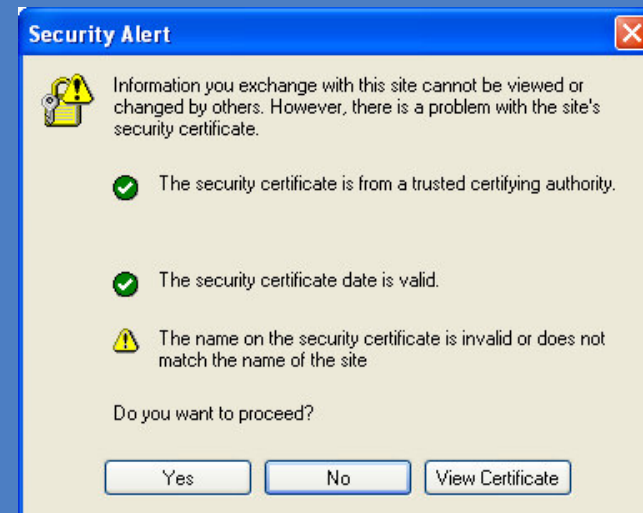 Security Alert
Information you exchange with this site cannot be viewed or
changed by others. However, there is a problem with the site's
security certificate.
The security certificate is from a trusted certifying authority.
The security certificate date is valid.
The name on the security certificate is invalid or does not
match the name of the site
Do you want to proceed?
Yes No View Certificate